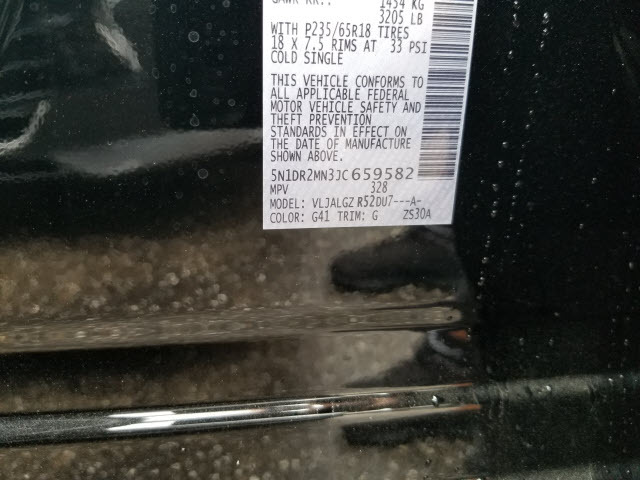 GAWR RR.: 1454 KG
3205 LB
WITH P235/65R18 TIRES
18 X 7.5 RIMS AT 33 PSI
COLD SINGLE
THIS VEHICLE CONFORMS TO
ALL APPLICABLE FEDERAL
MOTOR VEHICLE SAFETY AND
THEFT PREVENTION
STANDARDS IN EFFECT ON
THE DATE OF MANUFACTURE
SHOWN ABOVE.
5N1DR2MN3JC659582
MPV 328
MODEL: VLJALGZ R52DU7---A-
COLOR: G41 TRIM: G ZS30A